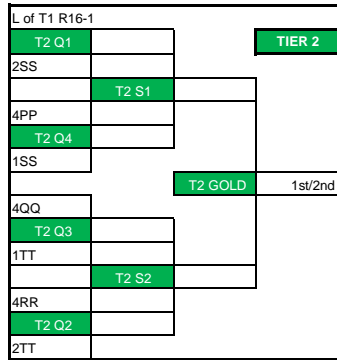 L of T1 R16-1
T2 Q1
TIER 2
2SS
T2 S1
4PP
T2 Q4
1SS
T2 GOLD
1st/2nd
4QQ
T2 Q3
1TT
T2 S2
4RR
T2 Q2
2TT